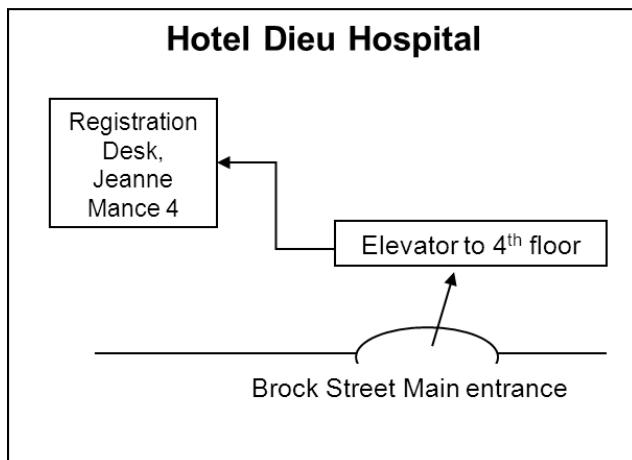 Hotel Dieu Hospital
Registration
Desk,
Jeanne
Mance 4
Elevator to 4th floor
Brock Street Main entrance